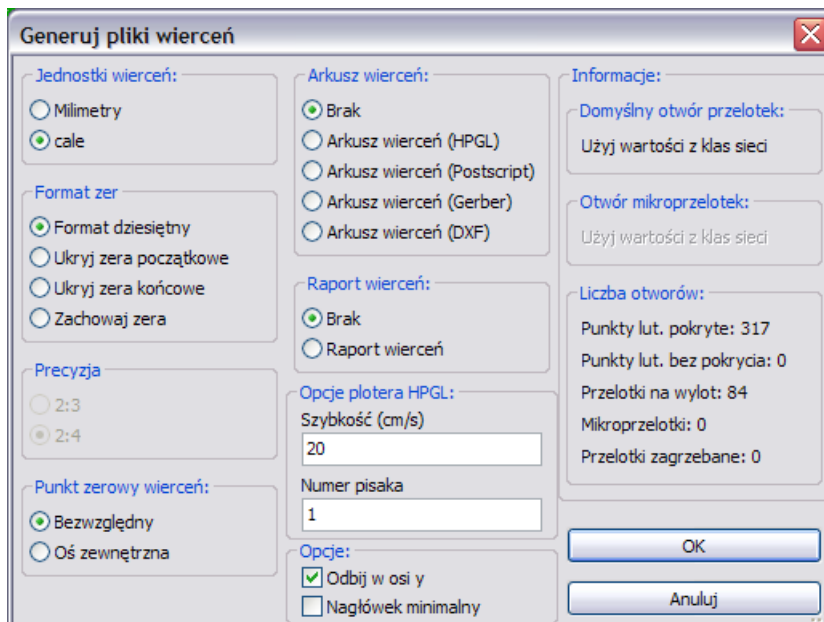 Generuj pliki wierceń
Jednostki wierceń:
Milimetry
cale
Format zer
Format dziesiętny
Ukryj zera początkowe
Ukryj zera końcowe
Zachowaj zera
Precyzja
2:3
2:4
Punkt zerowy wierceń:
Bezwzględny
Oś zewnętrzna
Arkusz wierceń:
Brak
Arkusz wierceń (HPGL)
Arkusz wierceń (Postscript)
Arkusz wierceń (Gerber)
Arkusz wierceń (DXF)
Raport wierceń:
Brak
Raport wierceń
Opcje plotera HPGL:
Szybkość (cm/s)
20
Numer pisaka
1
Opcje:
Odbij w osi y
Nagłówek minimalny
Informacje:
Domyślny otwór przelotek:
Użyj wartości z klas sieci
Otwór mikroprzelotek:
Użyj wartości z klas sieci
Liczba otworów:
Punkty lut. pokryte: 317
Punkty lut. bez pokrycia: 0
Przelotki na wylot: 84
Mikroprzelotki: 0
Przelotki zagrzebane: 0
OK
Anuluj